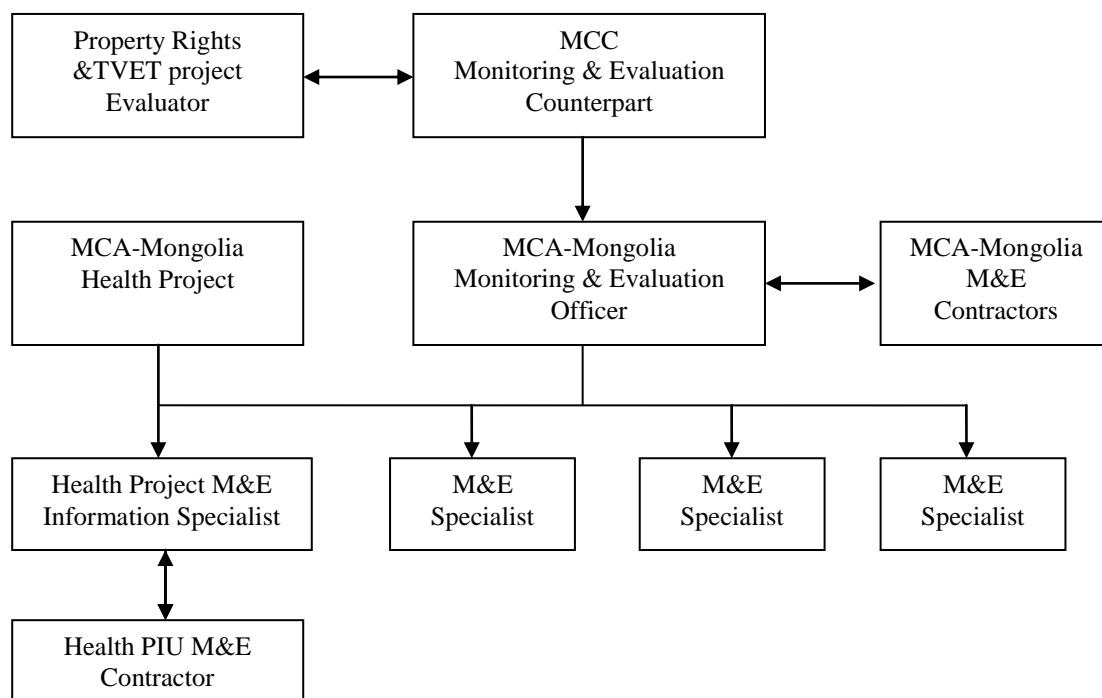 Property Rights
&TVET project
Evaluator
MCC
Monitoring & Evaluation
Counterpart
MCA-Mongolia
Health Project
MCA-Mongolia
Monitoring & Evaluation
Officer
MCA-Mongolia
M&E
Contractors
Health Project M&E
Information Specialist
M&E
Specialist
M&E
Specialist
M&E
Specialist
Health PIU M&E
Contractor